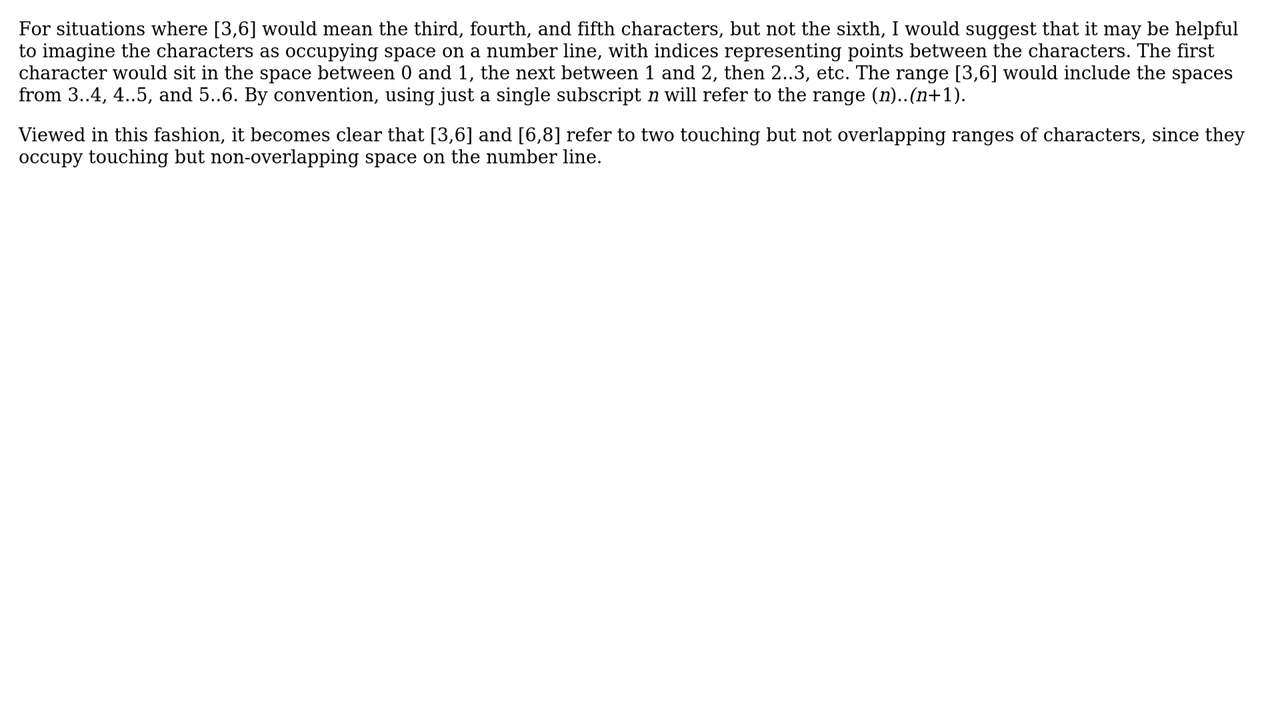 For situations where [3,6] would mean the third, fourth, and fifth characters, but not the sixth, I would suggest that it may be helpful
to imagine the characters as occupying space on a number line, with indices representing points between the characters. The first
character would sit in the space between 0 and 1, the next between 1 and 2, then 2..3, etc. The range [3,6] would include the spaces
from 3..4, 4..5, and 5..6. By convention, using just a single subscript n will refer to the range (n)..(n+1).
Viewed in this fashion, it becomes clear that [3,6] and [6,8] refer to two touching but not overlapping ranges of characters, since they
occupy touching but non-overlapping space on the number line.